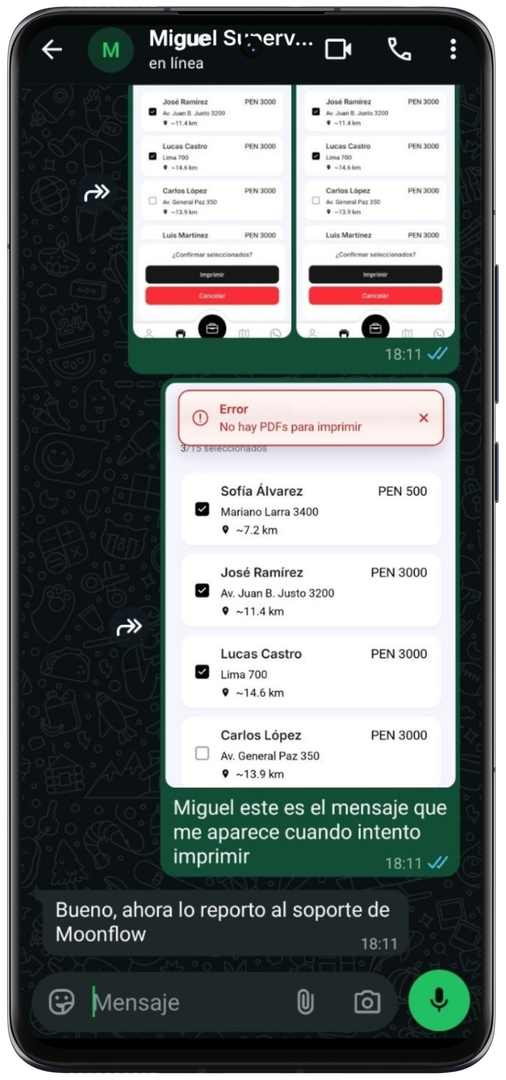 Miguel Superv...
en línea
José Ramírez PEN 3000
Av. Juan B. Justo 3200
~11.4 km
Lucas Castro PEN 3000
Lima 700
~14.6 km
Carlos López PEN 3000
Av. General Paz 350
~13.9 km
Luis Martínez PEN 3000
¿Confirmar seleccionados?
Imprimir
Cancelar
José Ramírez PEN 3000
Av. Juan B. Justo 3200
~11.4 km
Lucas Castro PEN 3000
Lima 700
~14.6 km
Carlos López PEN 3000
Av. General Paz 350
~13.9 km
Luis Martínez PEN 3000
¿Confirmar seleccionados?
Imprimir
Cancelar
18:11
Error
No hay PDFs para imprimir
3/15 seleccionados
Sofía Álvarez PEN 500
Mariano Larra 3400
~7.2 km
José Ramírez PEN 3000
Av. Juan B. Justo 3200
~11.4 km
Lucas Castro PEN 3000
Lima 700
~14.6 km
Carlos López PEN 3000
Av. General Paz 350
~13.9 km
Miguel este es el mensaje que
me aparece cuando intento
imprimir
18:11
Bueno, ahora lo reporto al soporte de
Moonflow
18:11
Mensaje